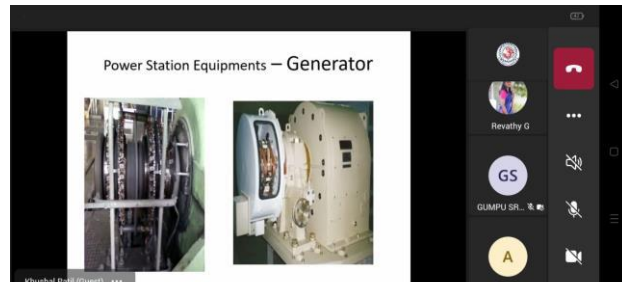 Power Station Equipments – Generator
Revathy G
GS
GUMPU SR...
A
Khushal Patil (Guest) ...